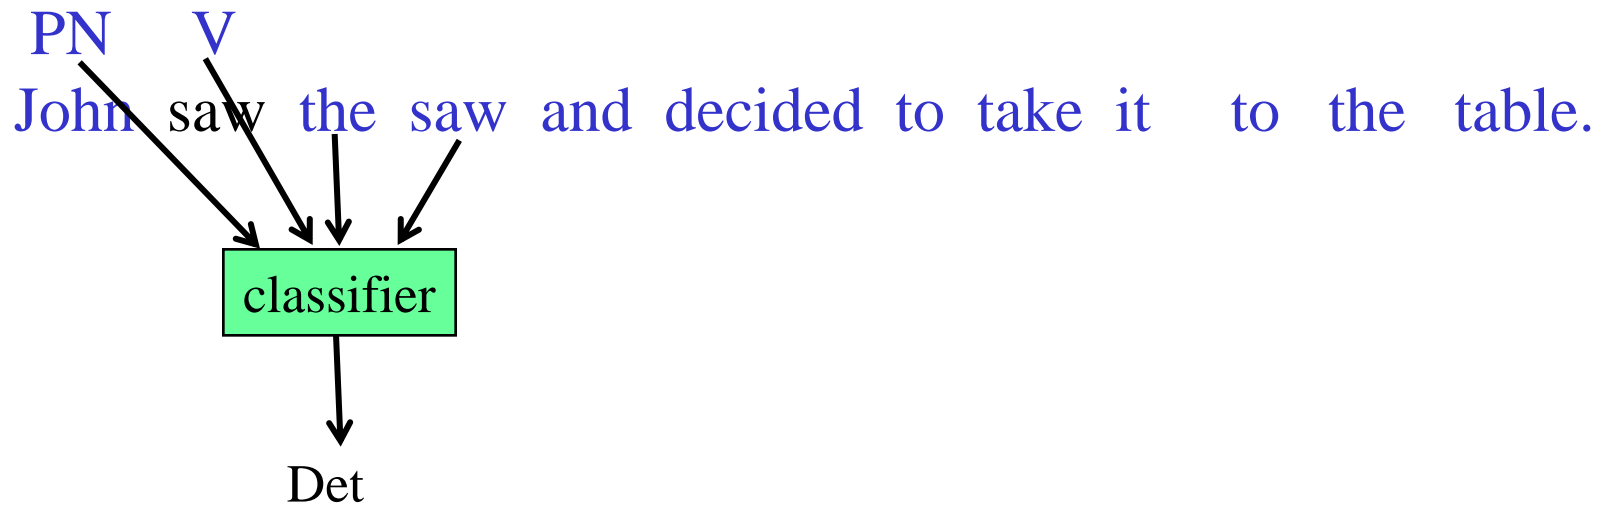 PN V
John saw the saw and decided to take it to the table.
classifier
Det